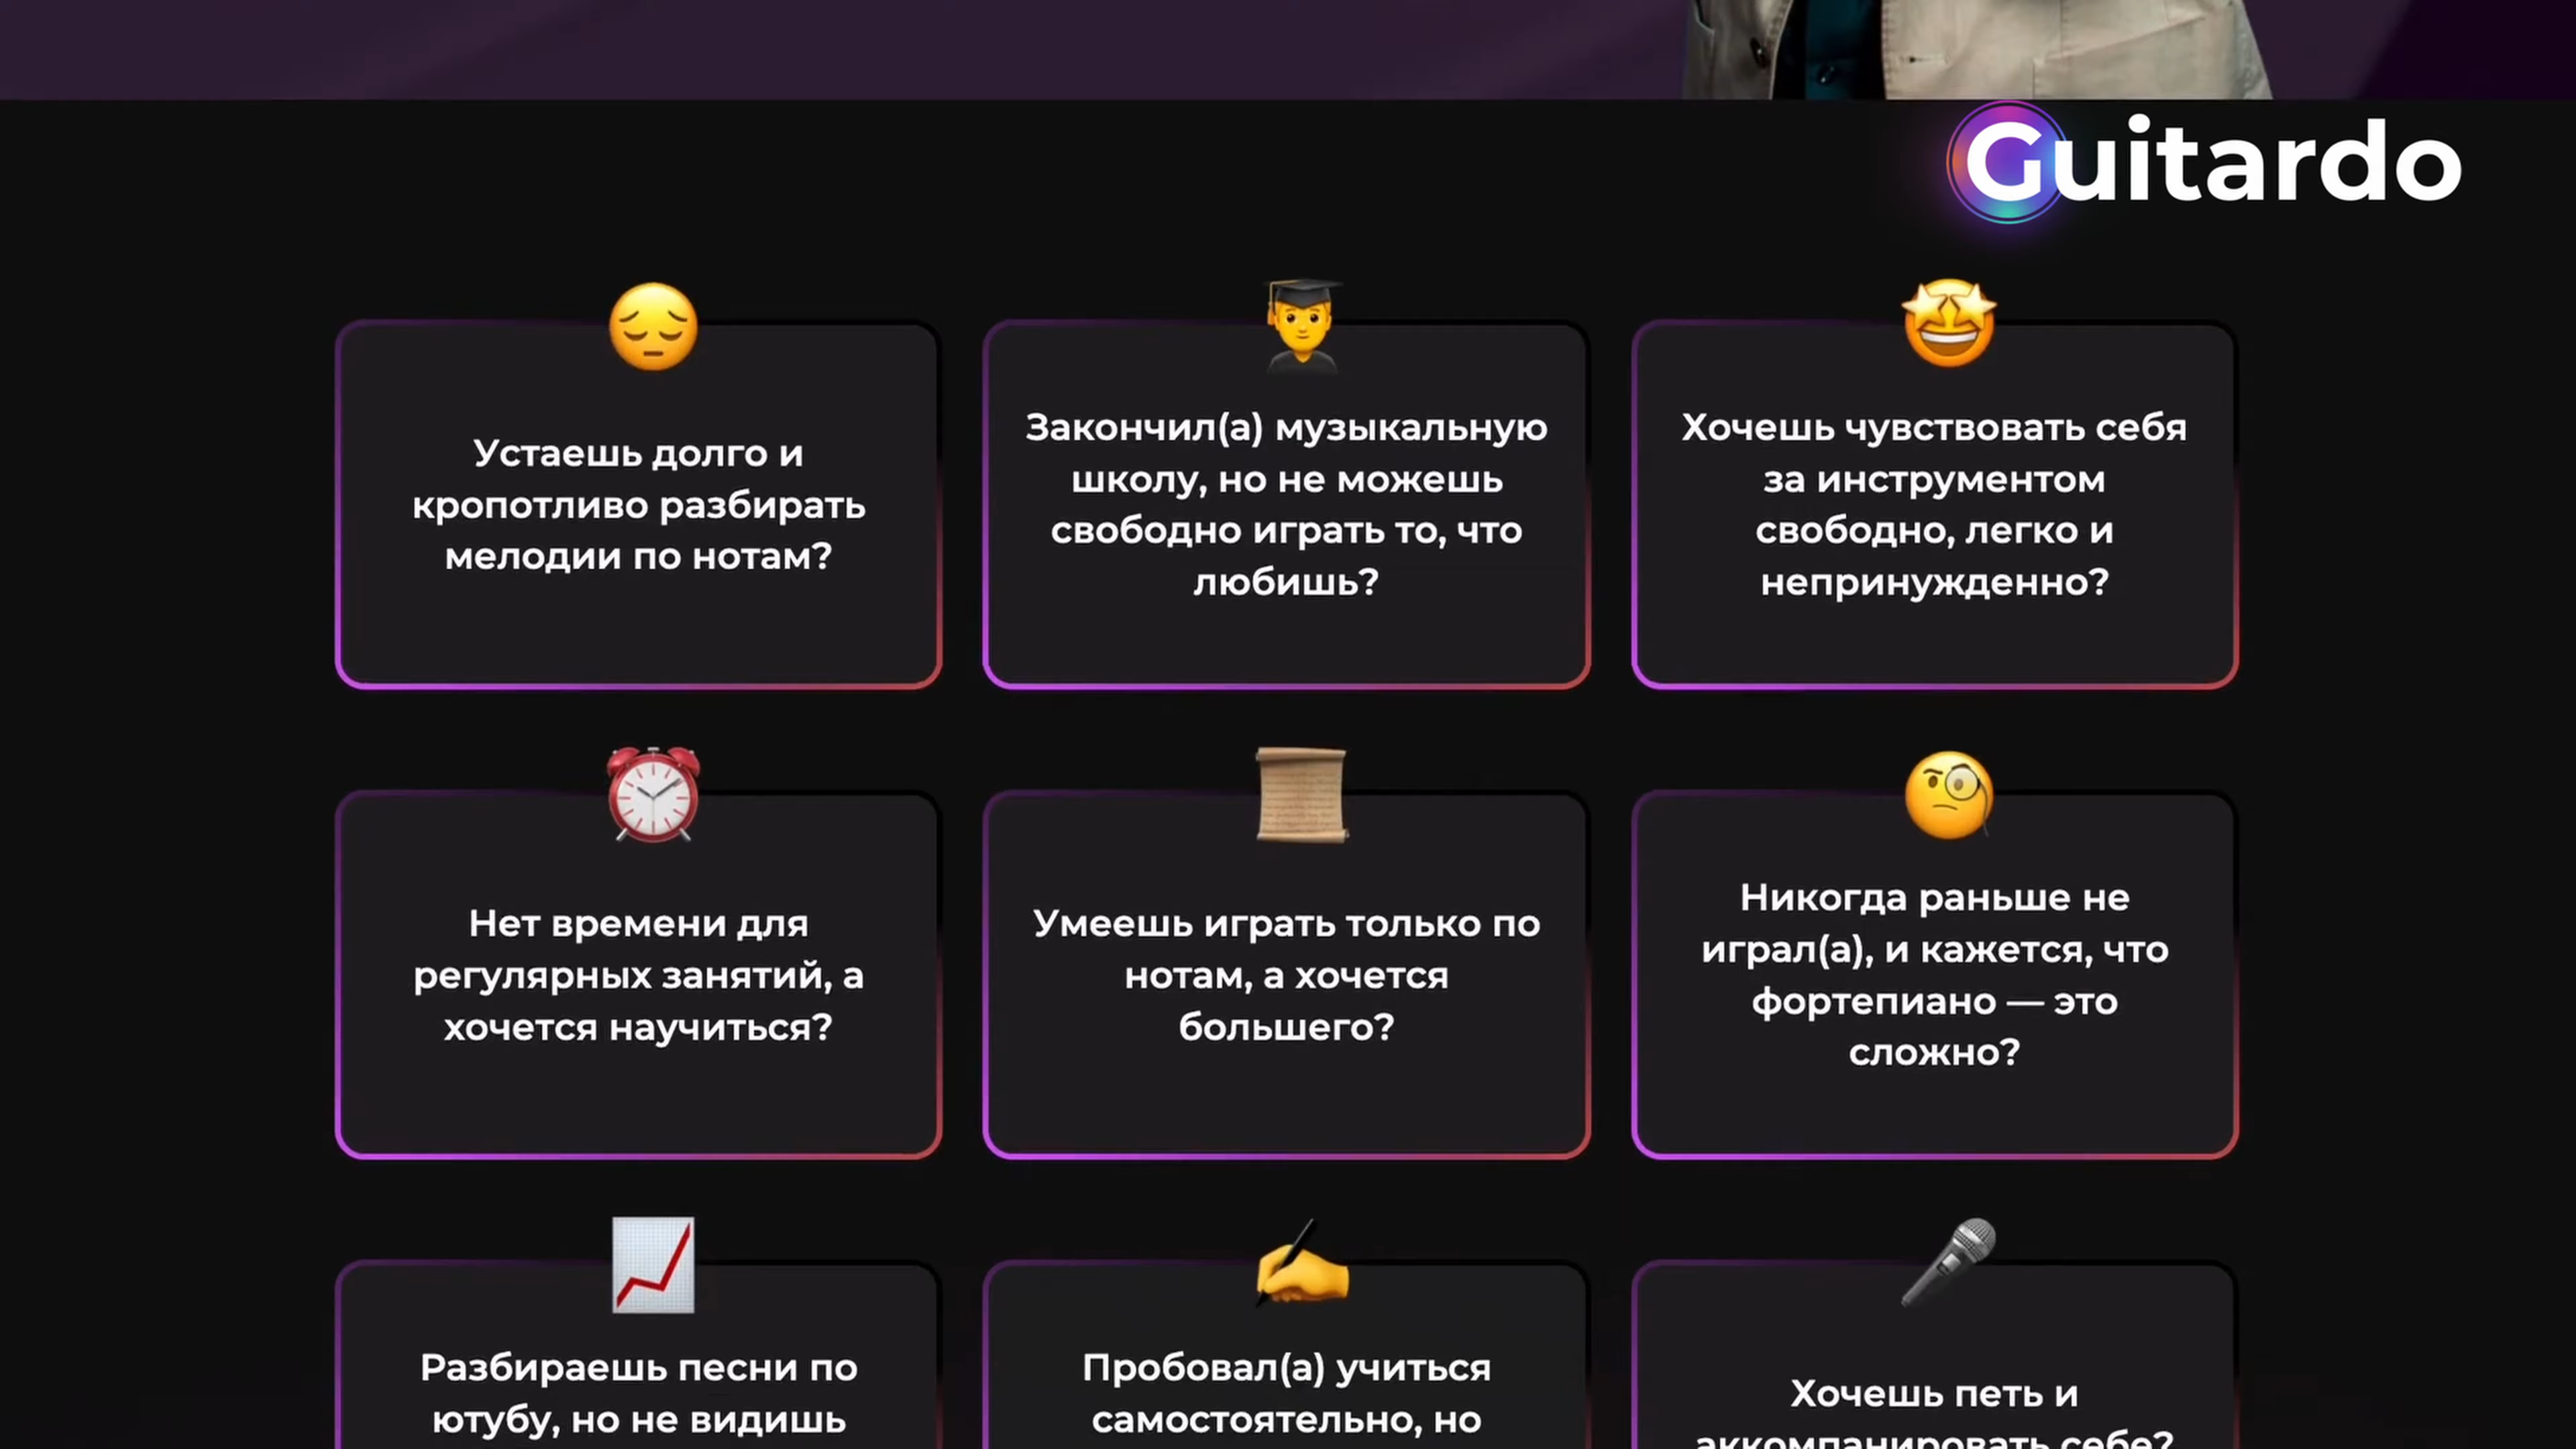 Guitardo
Устаешь долго и
кропотливо разбирать
мелодии по нотам?
Закончил(а) музыкальную
школу, но не можешь
свободно играть то, что
любишь?
Хочешь чувствовать себя
за инструментом
свободно, легко и
непринужденно?
Нет времени для
регулярных занятий, а
хочется научиться?
Умеешь играть только по
нотам, а хочется
большего?
Никогда раньше не
играл(а), и кажется, что
фортепиано — это
сложно?
Разбираешь песни по
ютубу, но не видишь
Пробовал(а) учиться
самостоятельно, но
Хочешь петь и
аккомпанировать себе?